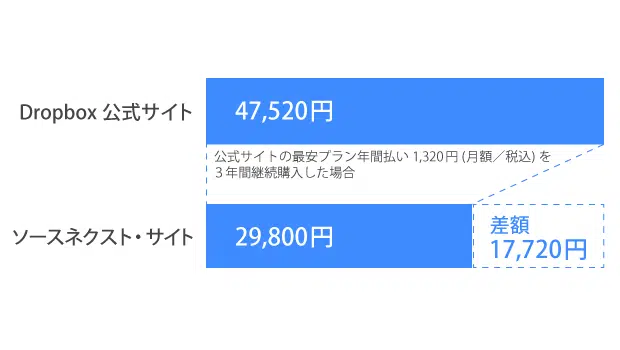 Dropbox 公式サイト
47,520円
公式サイトの最安プラン年間払い 1,320円 (月額／税込) を
３年間継続購入した場合
ソースネクスト・サイト
29,800円
差額
17,720円